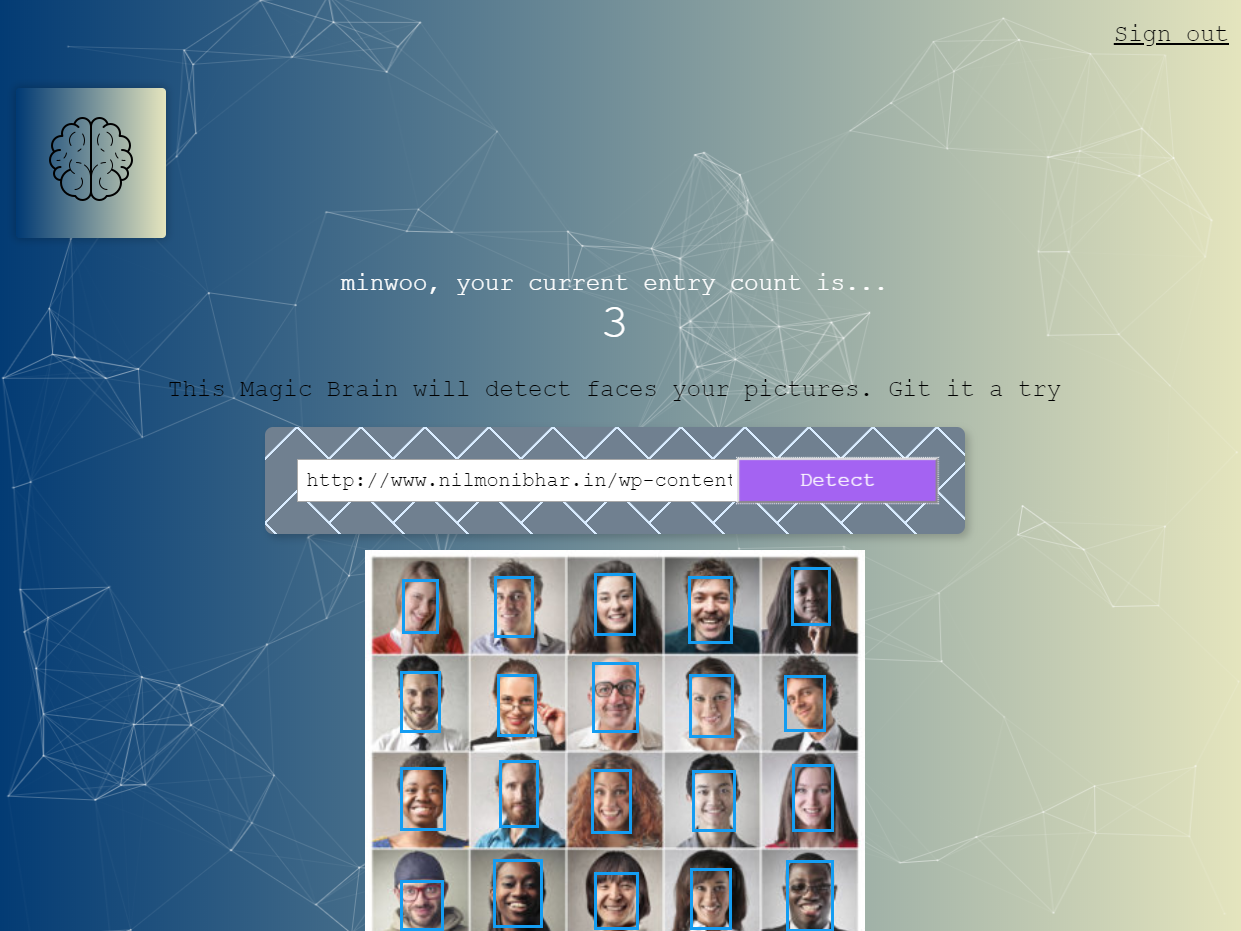 Sign out
minwoo, your current entry count is...
3
This Magic Brain will detect faces your pictures. Git it a try
http://www.nilmonibhar.in/wp-content
Detect